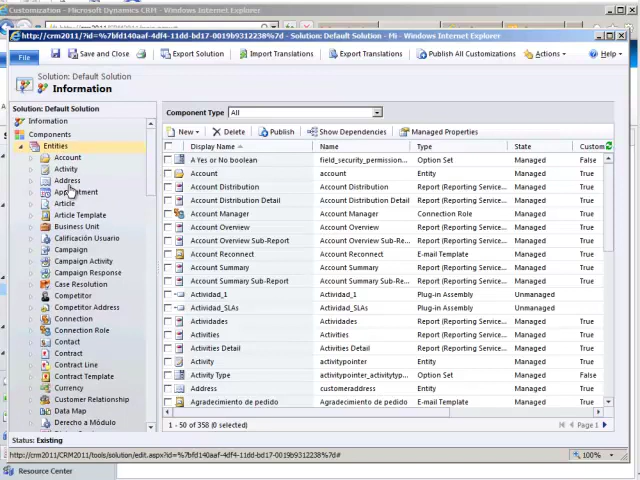 Customization - Microsoft Dynamics CRM - Windows Internet Explorer
http://crm2011/?id=%7bfd140aaf-4df4-11dd-bd17-0019b9312238%7d - Solution: Default Solution - Mi - Windows Internet Explorer
File
Save and Close
Export Solution
Import Translations
Export Translations
Publish All Customizations
Actions
Help
Solution: Default Solution
Information
Solution: Default Solution
Information
Components
Entities
Account
Activity
Address
Article
Article Template
Business Unit
Calificación Usuario
Campaign
Campaign Activity
Campaign Response
Case Resolution
Competitor
Competitor Address
Connection
Connection Role
Contact
Contract
Contract Line
Contract Template
Currency
Customer Relationship
Data Map
Derecho a Módulo
Component Type All
New Delete Publish Show Dependencies Managed Properties
Display Name Name Type State Custom
A Yes or No boolean field_security_permission... Option Set Managed False
Account account Entity Managed True
Account Distribution Account Distribution Report (Reporting Service... Managed True
Account Distribution Detail Account Distribution Detail Report (Reporting Service... Managed True
Account Manager Account Manager Connection Role Managed True
Account Overview Account Overview Report (Reporting Service... Managed True
Account Overview Sub-Report Account Overview Sub-Re... Report (Reporting Service... Managed True
Account Reconnect Account Reconnect E-mail Template Managed True
Account Summary Account Summary Report (Reporting Service... Managed True
Account Summary Sub-Report Account Summary Sub-Rep... Report (Reporting Service... Managed True
Actividad_1 Actividad_1 Plug-in Assembly Unmanaged
Actividad_SLAs Actividad_SLAs Plug-in Assembly Unmanaged
Actividades Actividades Report (Reporting Service... Managed True
Activities Activities Report (Reporting Service... Managed True
Activities Detail Activities Detail Report (Reporting Service... Managed True
Activity activitypointer Entity Managed True
Activity Type activitypointer_activitytyp... Option Set Managed False
Address customeraddress Entity Managed True
Agradecimiento de pedido Agradecimiento de pedido E-mail Template Managed True
1 - 50 of 358 (0 selected)
Page 1
Status: Existing
http://crm2011/CRM2011/tools/solution/edit.aspx?id=%7bfd140aaf-4df4-11dd-bd17-0019b9312238%7d#
100%
Resource Center